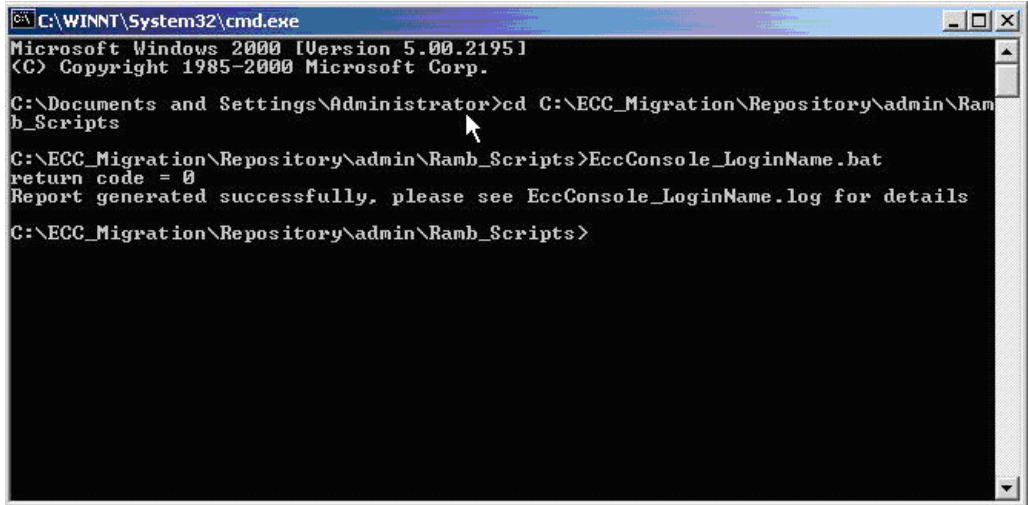 C:\WINNT\System32\cmd.exe
Microsoft Windows 2000 [Version 5.00.2195]
(C) Copyright 1985-2000 Microsoft Corp.
C:\Documents and Settings\Administrator>cd C:\ECC_Migration\Repository\admin\Ram
b_Scripts
C:\ECC_Migration\Repository\admin\Ramb_Scripts>EccConsole_LoginName.bat
return code = 0
Report generated successfully, please see EccConsole_LoginName.log for details
C:\ECC_Migration\Repository\admin\Ramb_Scripts>